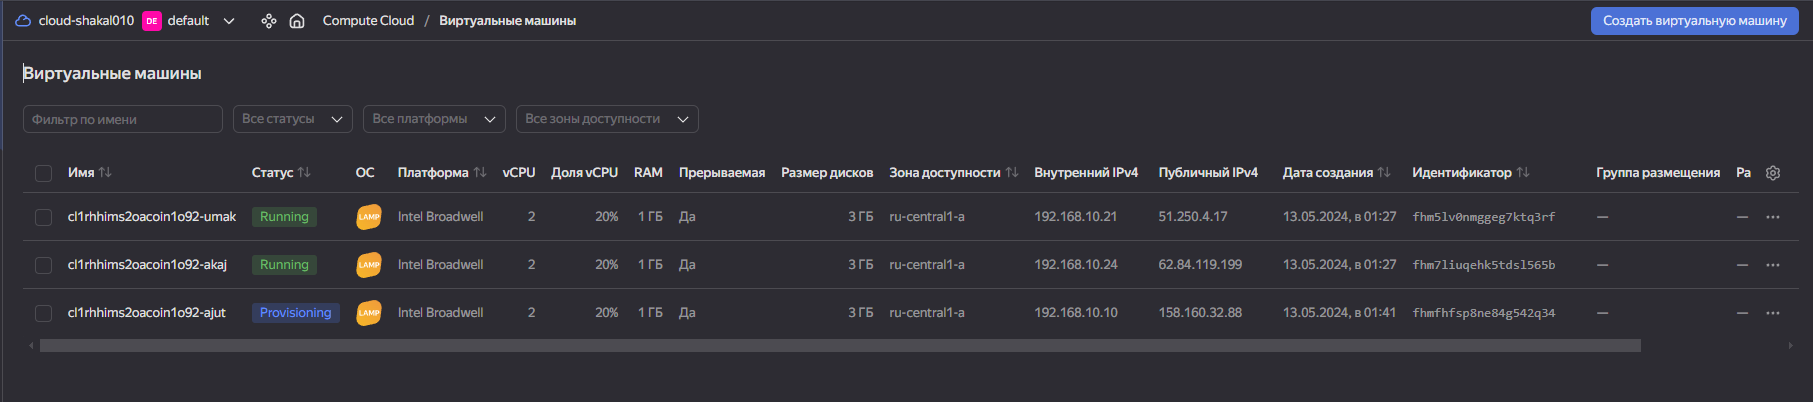 cloud-shakal010 DE default Compute Cloud / Виртуальные машины Создать виртуальную машину
Виртуальные машины
Фильтр по имени Все статусы Все платформы Все зоны доступности
Имя Статус ОС Платформа vCPU Доля vCPU RAM Прерываемая Размер дисков Зона доступности Внутренний IPv4 Публичный IPv4 Дата создания Идентификатор Группа размещения Ра
cl1rhhims2oacoin1o92-umak Running LAMP Intel Broadwell 2 20% 1 ГБ Да 3 ГБ ru-central1-a 192.168.10.21 51.250.4.17 13.05.2024, в 01:27 fhm5lv0nmggeg7ktq3rf — —
cl1rhhims2oacoin1o92-akaj Running LAMP Intel Broadwell 2 20% 1 ГБ Да 3 ГБ ru-central1-a 192.168.10.24 62.84.119.199 13.05.2024, в 01:27 fhm7liuqehk5tdsl565b — —
cl1rhhims2oacoin1o92-ajut Provisioning LAMP Intel Broadwell 2 20% 1 ГБ Да 3 ГБ ru-central1-a 192.168.10.10 158.160.32.88 13.05.2024, в 01:41 fhmfhfsp8ne84g542q34 — —